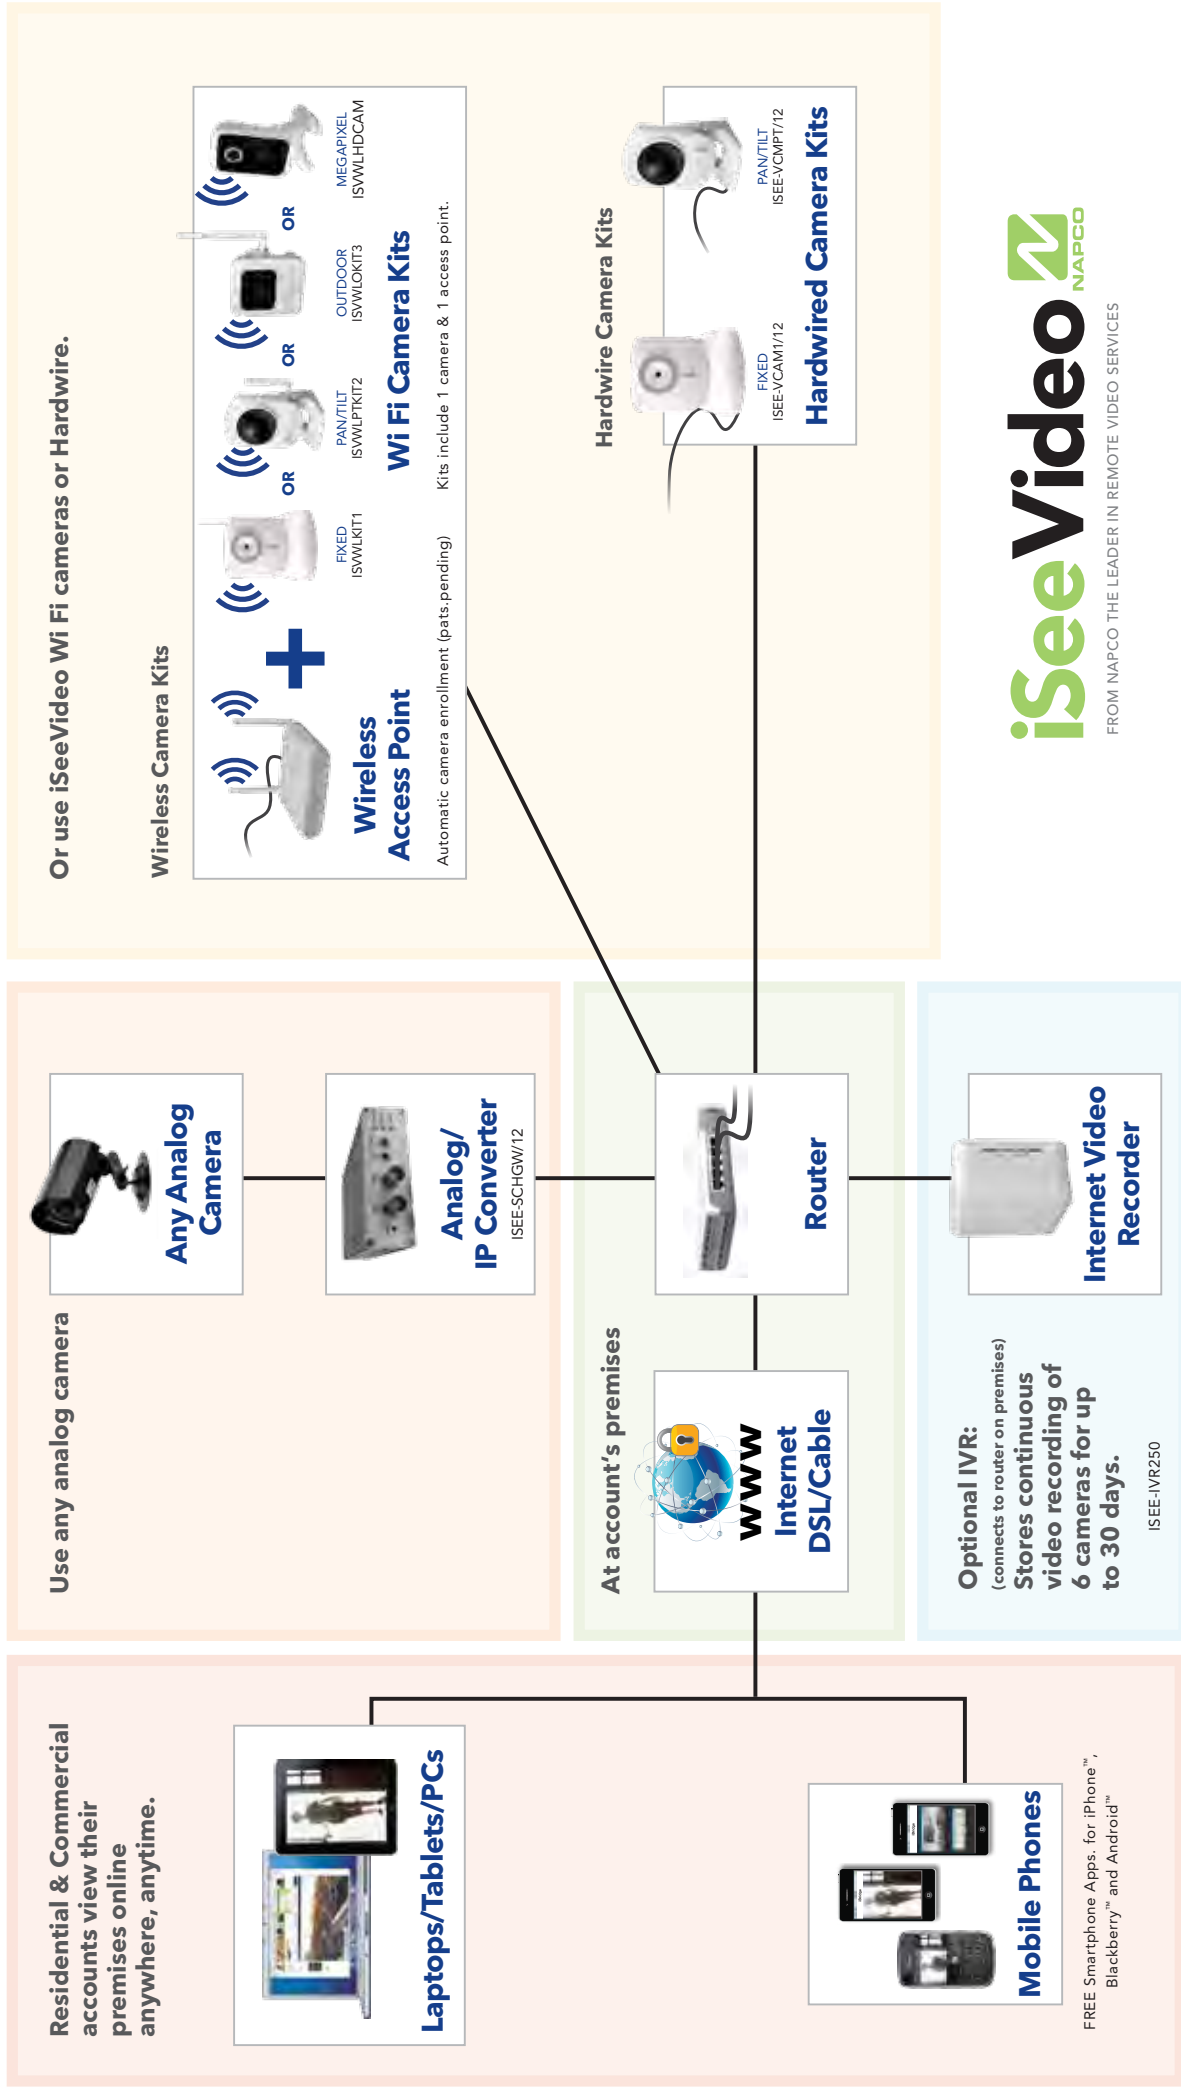 Residential & Commercial
accounts view their
premises online
anywhere, anytime.
Laptops/Tablets/PCs
Mobile Phones
FREE Smartphone Apps. for iPhone™,
Blackberry™ and Android™
Use any analog camera
Any Analog
Camera
Analog/
IP Converter
ISEE-SCHGW/12
At account's premises
www
Internet
DSL/Cable
Router
Optional IVR:
(connects to router on premises)
Stores continuous
video recording of
6 cameras for up
to 30 days.
ISEE-IVR250
Internet Video
Recorder
Or use iSeeVideo Wi Fi cameras or Hardwire.
Wireless Camera Kits
Wireless
Access Point
Automatic camera enrollment (pats.pending)
FIXED
ISVWLKIT1
OR
PAN/TILT
ISVWLPTKIT2
OR
OUTDOOR
ISVWLOKIT3
OR
MEGAPIXEL
ISVWLHDCAM
Wi Fi Camera Kits
Kits include 1 camera & 1 access point.
Hardwire Camera Kits
FIXED
ISEE-VCAM1/12
PAN/TILT
ISEE-VCMPT/12
Hardwired Camera Kits
iSeeVideo
NAPCO
FROM NAPCO THE LEADER IN REMOTE VIDEO SERVICES